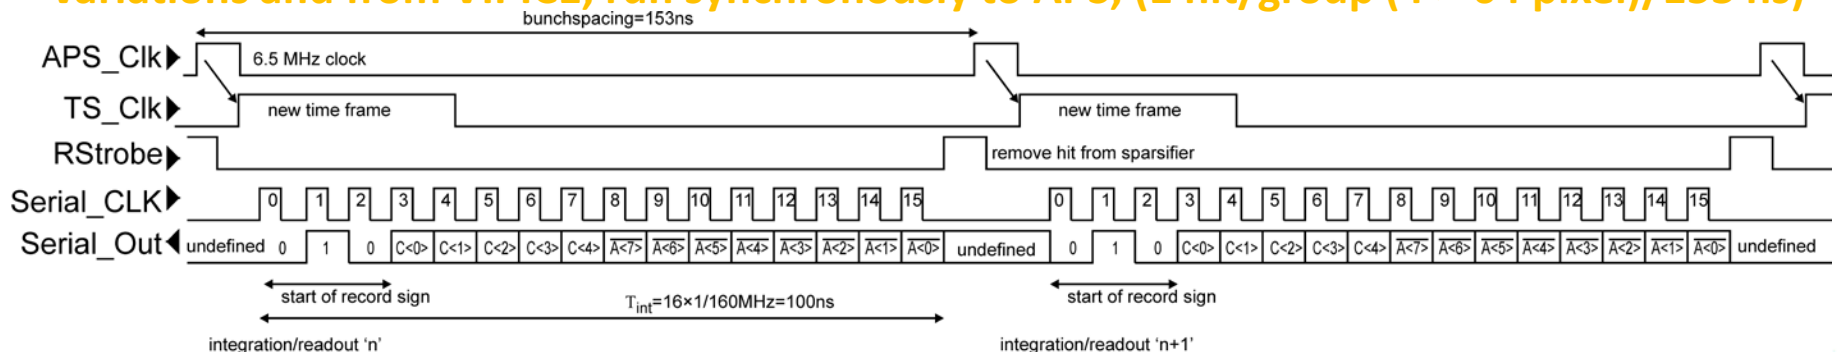 bunchspacing=153ns
APS_Clk 6.5 MHz clock
TS_Clk new time frame new time frame
RStrobe remove hit from sparsifier
Serial_CLK 0 1 2 3 4 5 6 7 8 9 10 11 12 13 14 15 0 1 2 3 4 5 6 7 8 9 10 11 12 13 14 15
Serial_Out undefined 0 1 0 C<0> C<1> C<2> C<3> C<4> A<7> A<6> A<5> A<4> A<3> A<2> A<1> A<0> undefined 0 1 0 C<0> C<1> C<2> C<3> C<4> A<7> A<6> A<5> A<4> A<3> A<2> A<1> A<0> undefined
start of record sign Tint=16×1/160MHz=100ns start of record sign
integration/readout 'n' integration/readout 'n+1'